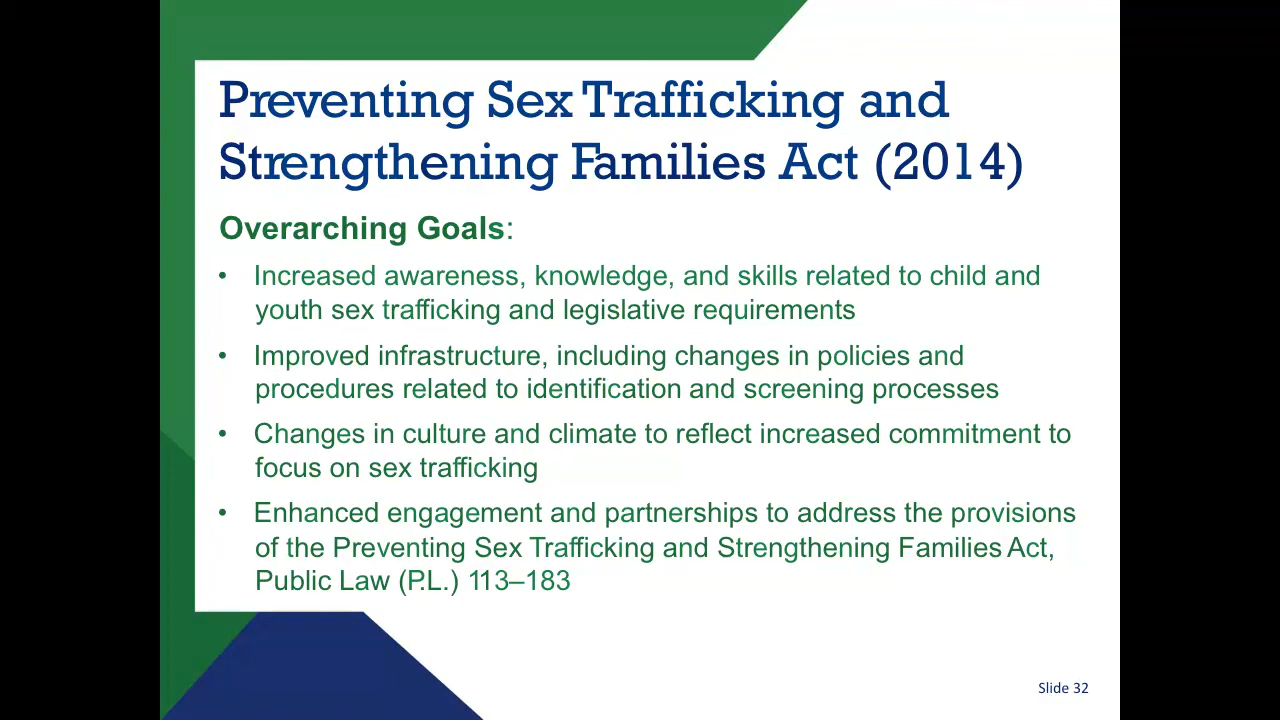 Preventing Sex Trafficking and
Strengthening Families Act (2014)
Overarching Goals:
• Increased awareness, knowledge, and skills related to child and
youth sex trafficking and legislative requirements
• Improved infrastructure, including changes in policies and
procedures related to identification and screening processes
• Changes in culture and climate to reflect increased commitment to
focus on sex trafficking
• Enhanced engagement and partnerships to address the provisions
of the Preventing Sex Trafficking and Strengthening Families Act,
Public Law (P.L.) 113–183
Slide 32